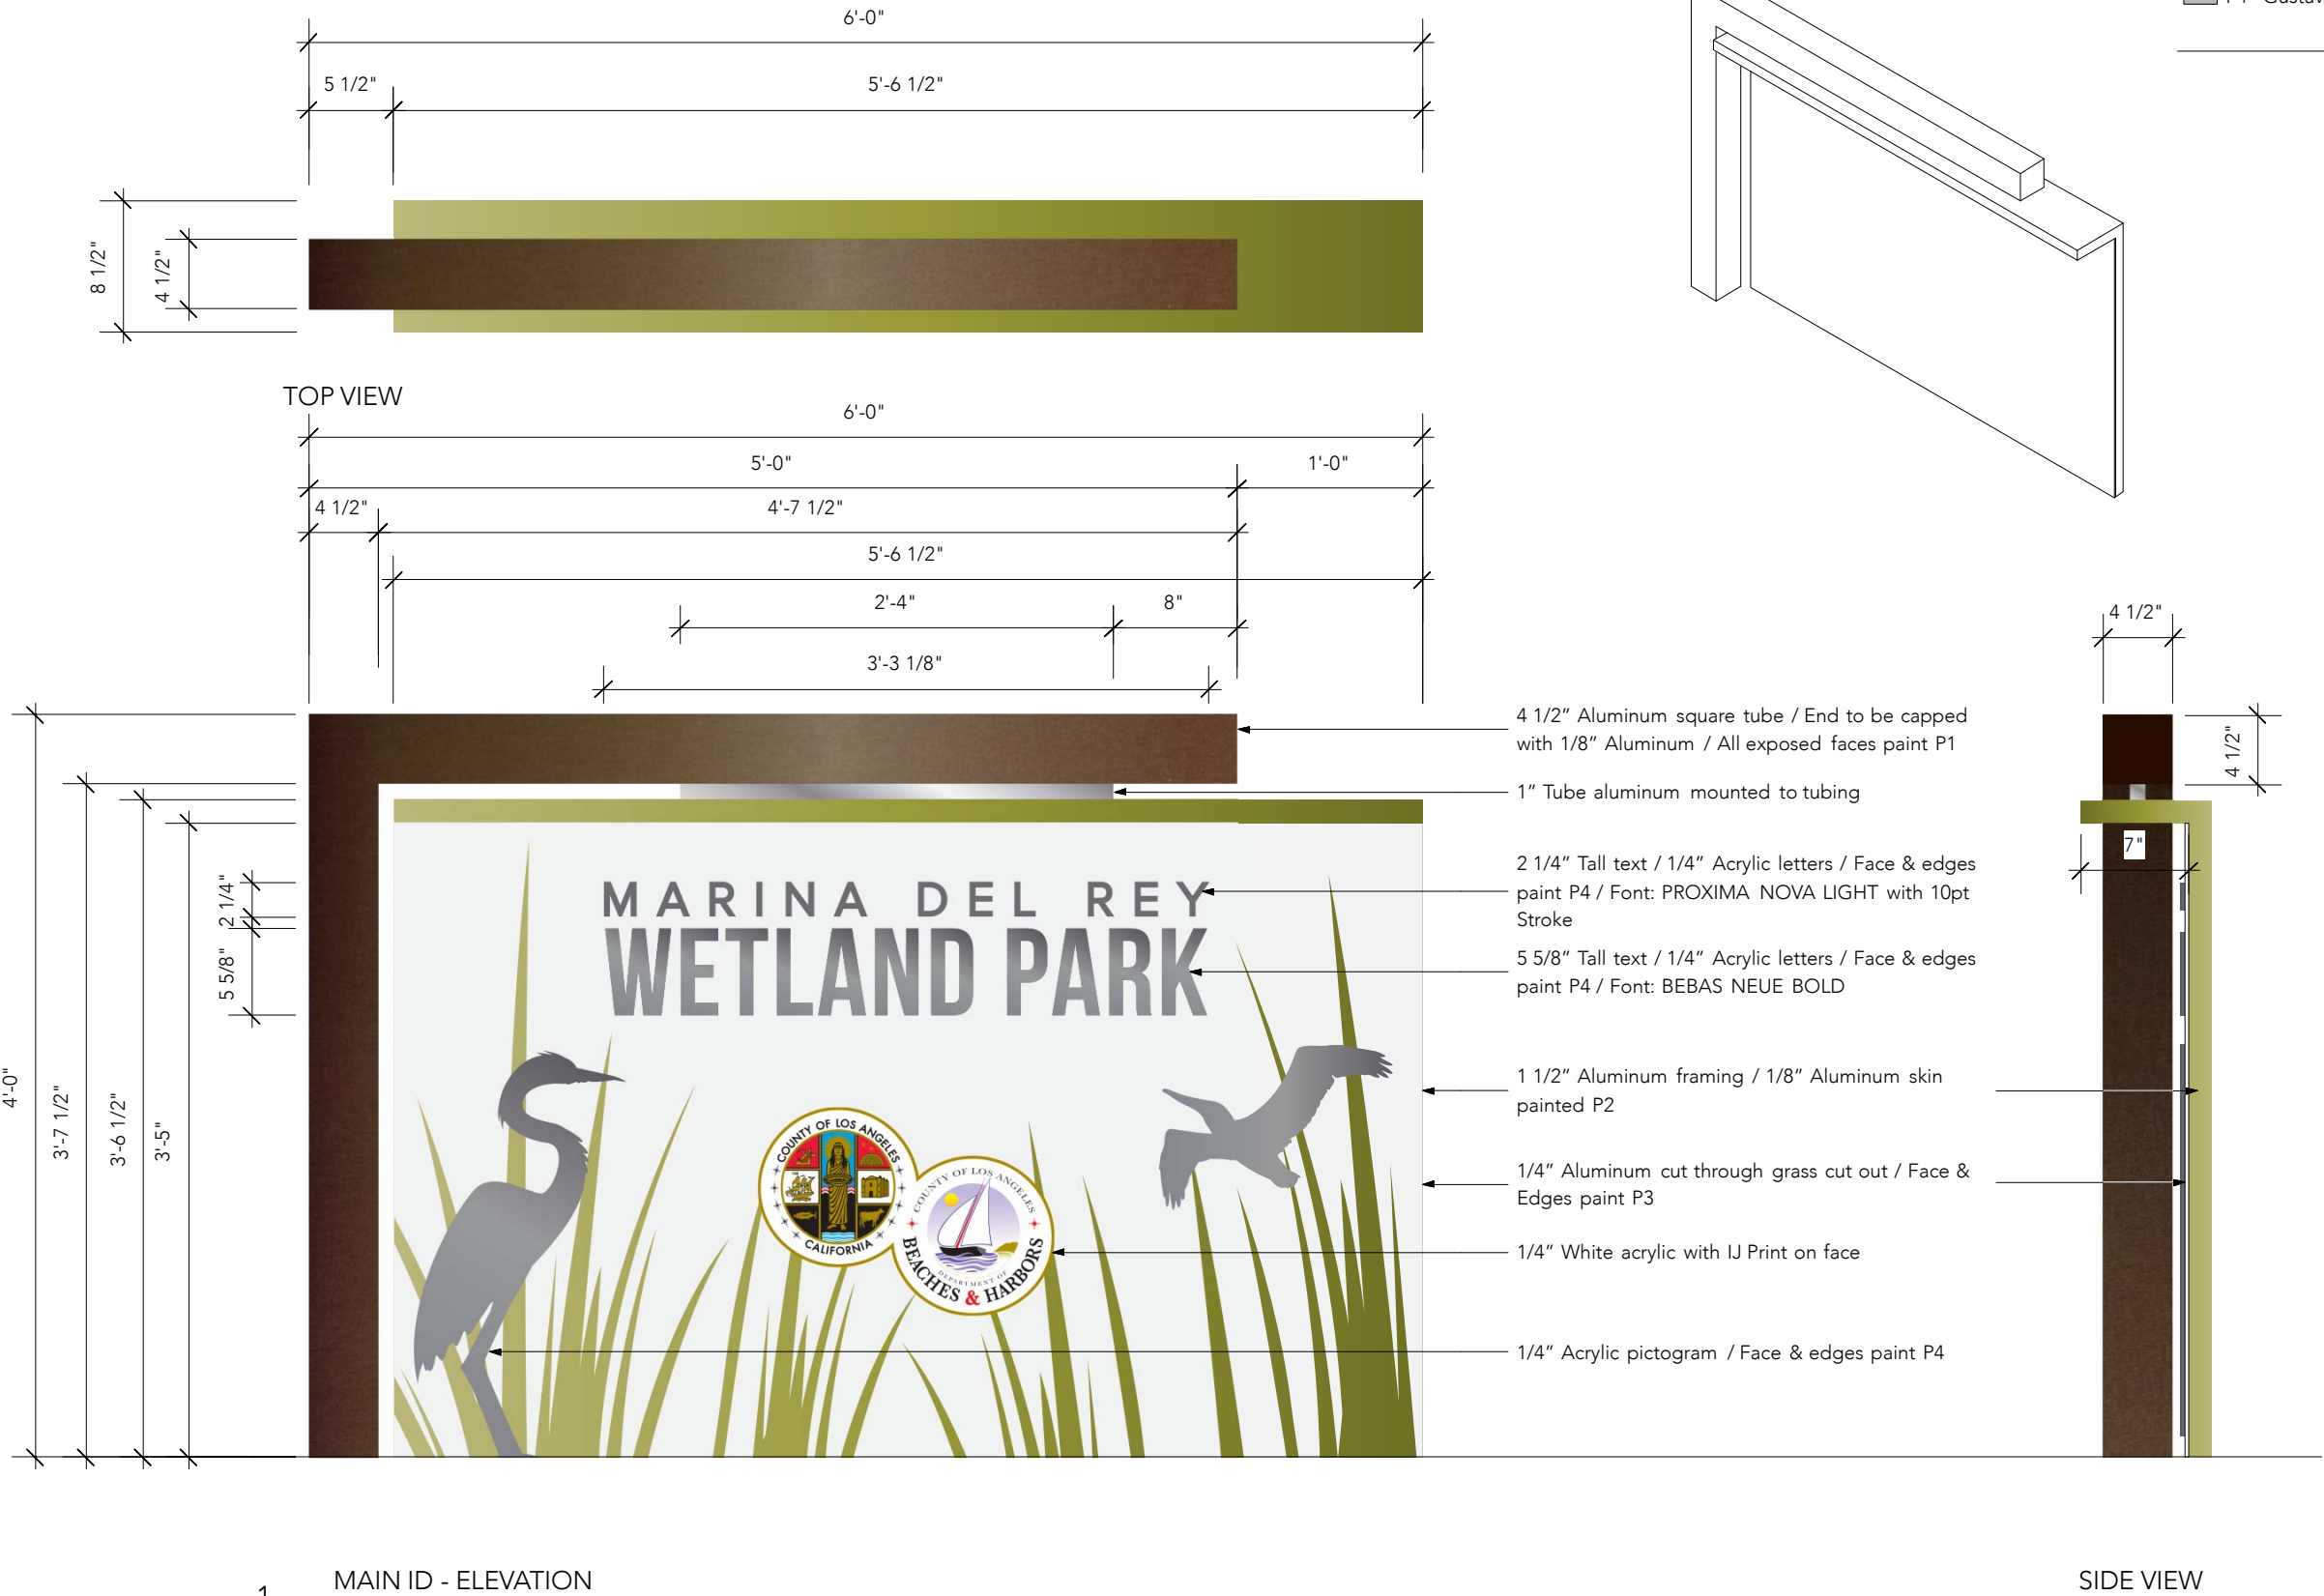 6'-0"
5 1/2"
5'-6 1/2"
8 1/2"
4 1/2"
TOP VIEW
6'-0"
5'-0"
1'-0"
4 1/2"
4'-7 1/2"
5'-6 1/2"
2'-4"
8"
3'-3 1/8"
4'-0"
3'-7 1/2"
3'-6 1/2"
3'-5"
2 1/4"
5 5/8"
MARINA DEL REY
WETLAND PARK
COUNTY OF LOS ANGELES
CALIFORNIA
COUNTY OF LOS ANGELES
DEPARTMENT OF
BEACHES & HARBORS
4 1/2” Aluminum square tube / End to be capped
with 1/8” Aluminum / All exposed faces paint P1
1” Tube aluminum mounted to tubing
2 1/4” Tall text / 1/4” Acrylic letters / Face & edges
paint P4 / Font: PROXIMA NOVA LIGHT with 10pt
Stroke
5 5/8” Tall text / 1/4” Acrylic letters / Face & edges
paint P4 / Font: BEBAS NEUE BOLD
1 1/2” Aluminum framing / 1/8” Aluminum skin
painted P2
1/4” Aluminum cut through grass cut out / Face &
Edges paint P3
1/4” White acrylic with IJ Print on face
1/4” Acrylic pictogram / Face & edges paint P4
4 1/2"
4 1/2"
7"
1
MAIN ID - ELEVATION
SIDE VIEW